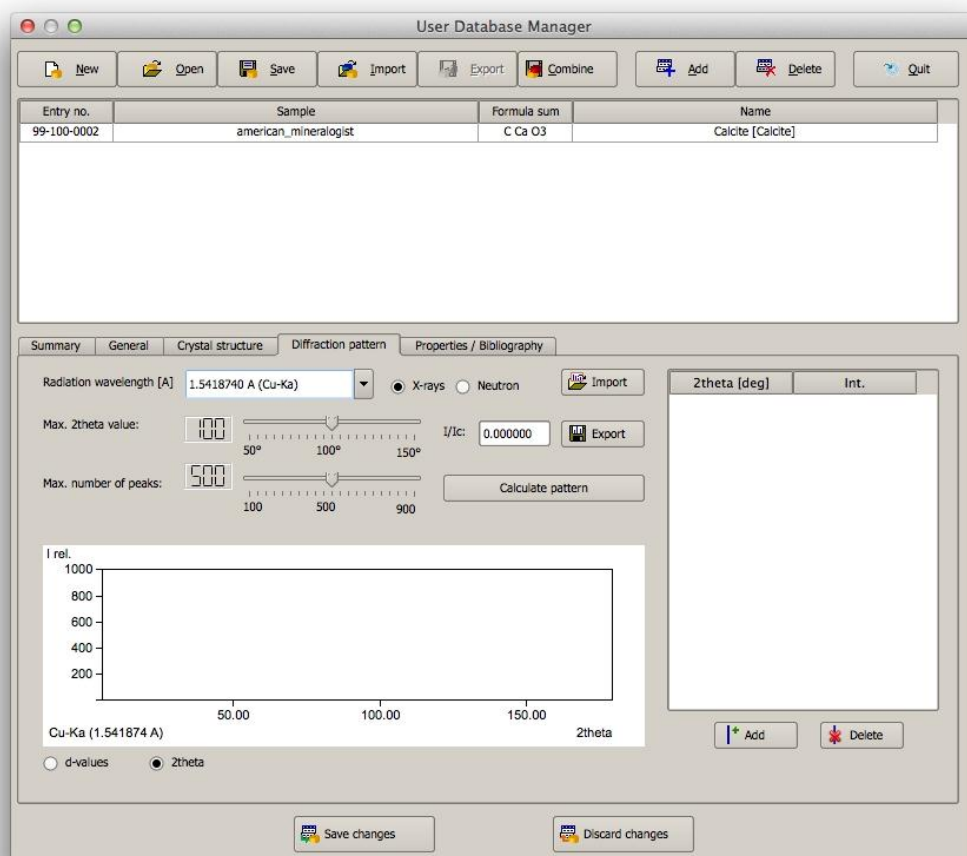 User Database Manager
New Open Save Import Export Combine Add Delete Quit
Entry no. Sample Formula sum Name
99-100-0002 american_mineralogist C Ca O3 Calcite [Calcite]
Summary General Crystal structure Diffraction pattern Properties / Bibliography
Radiation wavelength [A] 1.5418740 A (Cu-Ka) X-rays Neutron Import
2theta [deg] Int.
Max. 2theta value: 100 I/Ic: 0.000000 Export
50° 100° 150°
Max. number of peaks: 500 Calculate pattern
100 500 900
I rel.
1000
800
600
400
200
50.00 100.00 150.00
Cu-Ka (1.541874 A) 2theta
Add Delete
d-values 2theta
Save changes Discard changes